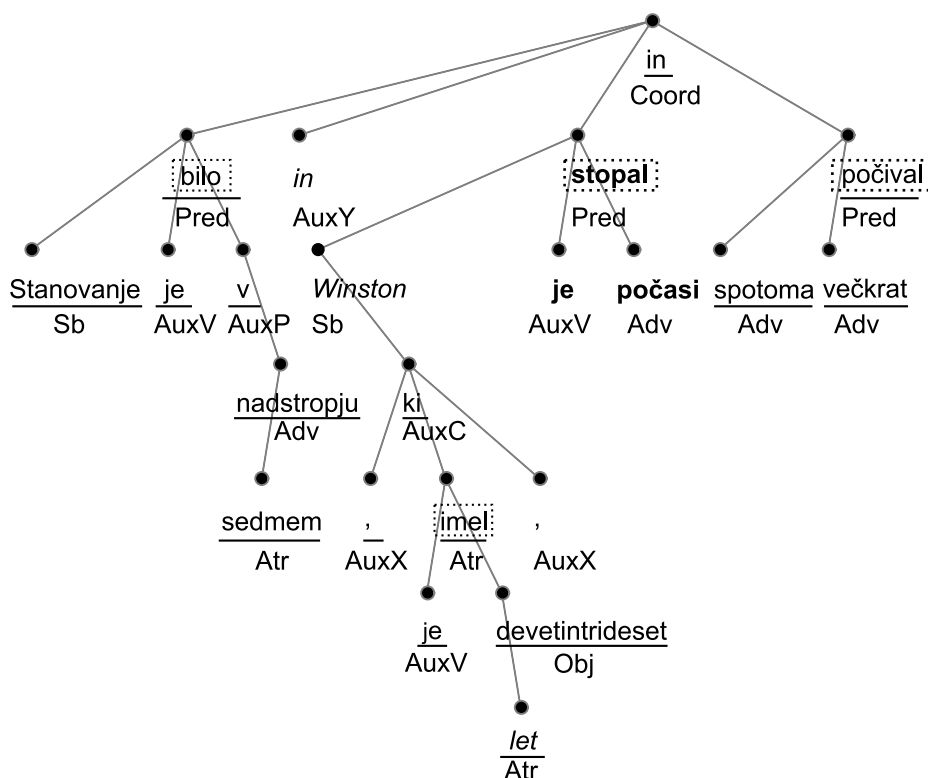 in
Coord
bilo in stopal počival
Pred AuxY Pred Pred
Stanovanje je v Winston je počasi spotoma večkrat
Sb AuxV AuxP Sb AuxV Adv Adv Adv
nadstropju ki
Adv AuxC
sedmem , imel ,
Atr AuxX Atr AuxX
je devetintrideset
AuxV Obj
let
Atr